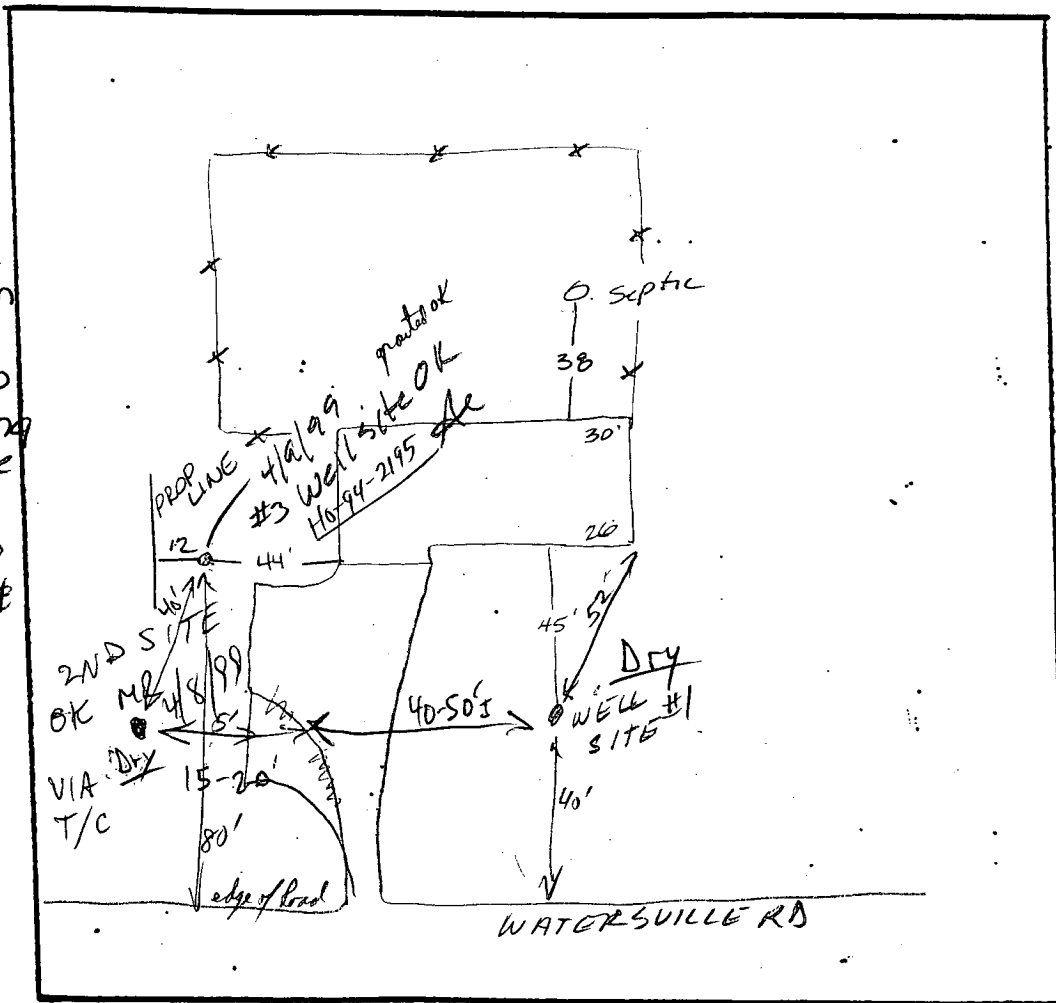 O. Septic
38
30'
26'
grouted ok
4/9/99
#3 Well site OK
HO-94-2195
PROP
LINE
12
44'
40'
2ND SITE
OK MR 4/8/99
Dry
VIA
T/C
5'
15-20'
80'
40-50'±
45'
52'
Dry
WELL #1
SITE
40'
edge of Road
WATERSVILLE RD